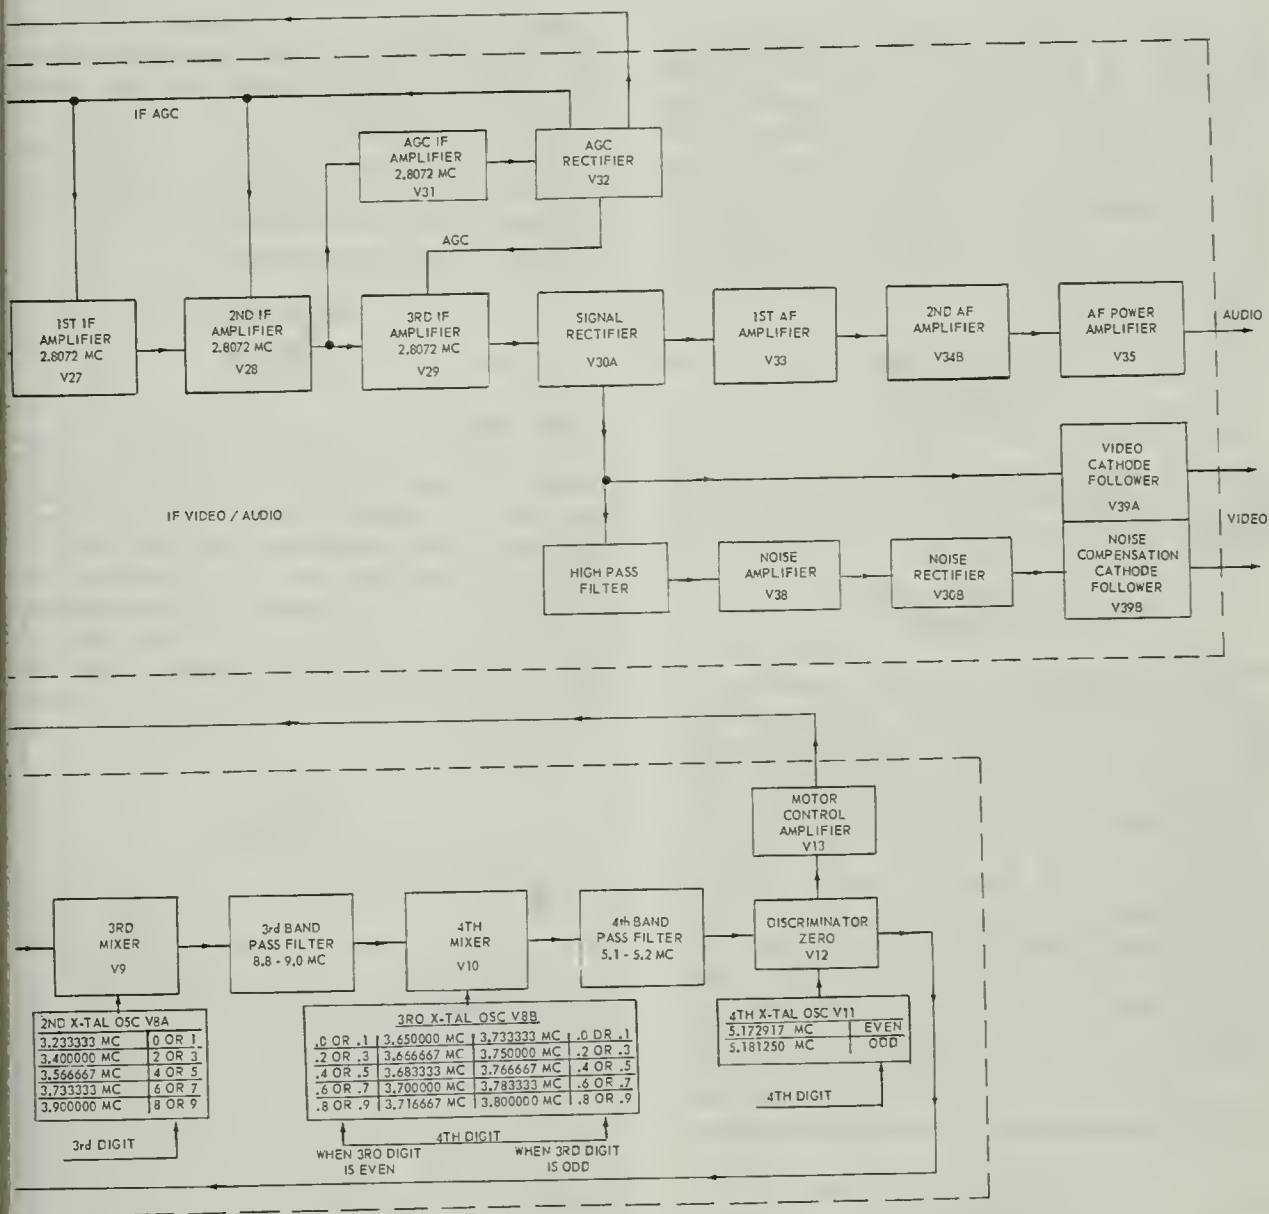 IF AGC
AGC IF
AMPLIFIER
2.8072 MC
V31
AGC
RECTIFIER
V32
AGC
1ST IF
AMPLIFIER
2.8072 MC
V27
2ND IF
AMPLIFIER
2.8072 MC
V28
3RD IF
AMPLIFIER
2.8072 MC
V29
SIGNAL
RECTIFIER
V30A
1ST AF
AMPLIFIER
V33
2ND AF
AMPLIFIER
V34B
AF POWER
AMPLIFIER
V35
AUDIO
VIDEO
CATHODE
FOLLOWER
V39A
VIDEO
IF VIDEO / AUDIO
HIGH PASS
FILTER
NOISE
AMPLIFIER
V38
NOISE
RECTIFIER
V30B
NOISE
COMPENSATION
CATHODE
FOLLOWER
V39B
MOTOR
CONTROL
AMPLIFIER
V13
3RD
MIXER
V9
3rd BAND
PASS FILTER
8.8 - 9.0 MC
4TH
MIXER
V10
4th BAND
PASS FILTER
5.1 - 5.2 MC
DISCRIMINATOR
ZERO
V12
2ND X-TAL OSC V8A
3.233333 MC 0 OR 1
3.400000 MC 2 OR 3
3.566667 MC 4 OR 5
3.733333 MC 6 OR 7
3.900000 MC 8 OR 9
3rd DIGIT
3RD X-TAL OSC V8B
.0 OR .1 3.650000 MC 3.733333 MC .0 OR .1
.2 OR .3 3.666667 MC 3.750000 MC .2 OR .3
.4 OR .5 3.683333 MC 3.766667 MC .4 OR .5
.6 OR .7 3.700000 MC 3.783333 MC .6 OR .7
.8 OR .9 3.716667 MC 3.800000 MC .8 OR .9
4TH DIGIT
WHEN 3RD DIGIT
IS EVEN
WHEN 3RD DIGIT
IS ODD
4TH X-TAL OSC V11
5.172917 MC EVEN
5.181250 MC ODD
4TH DIGIT